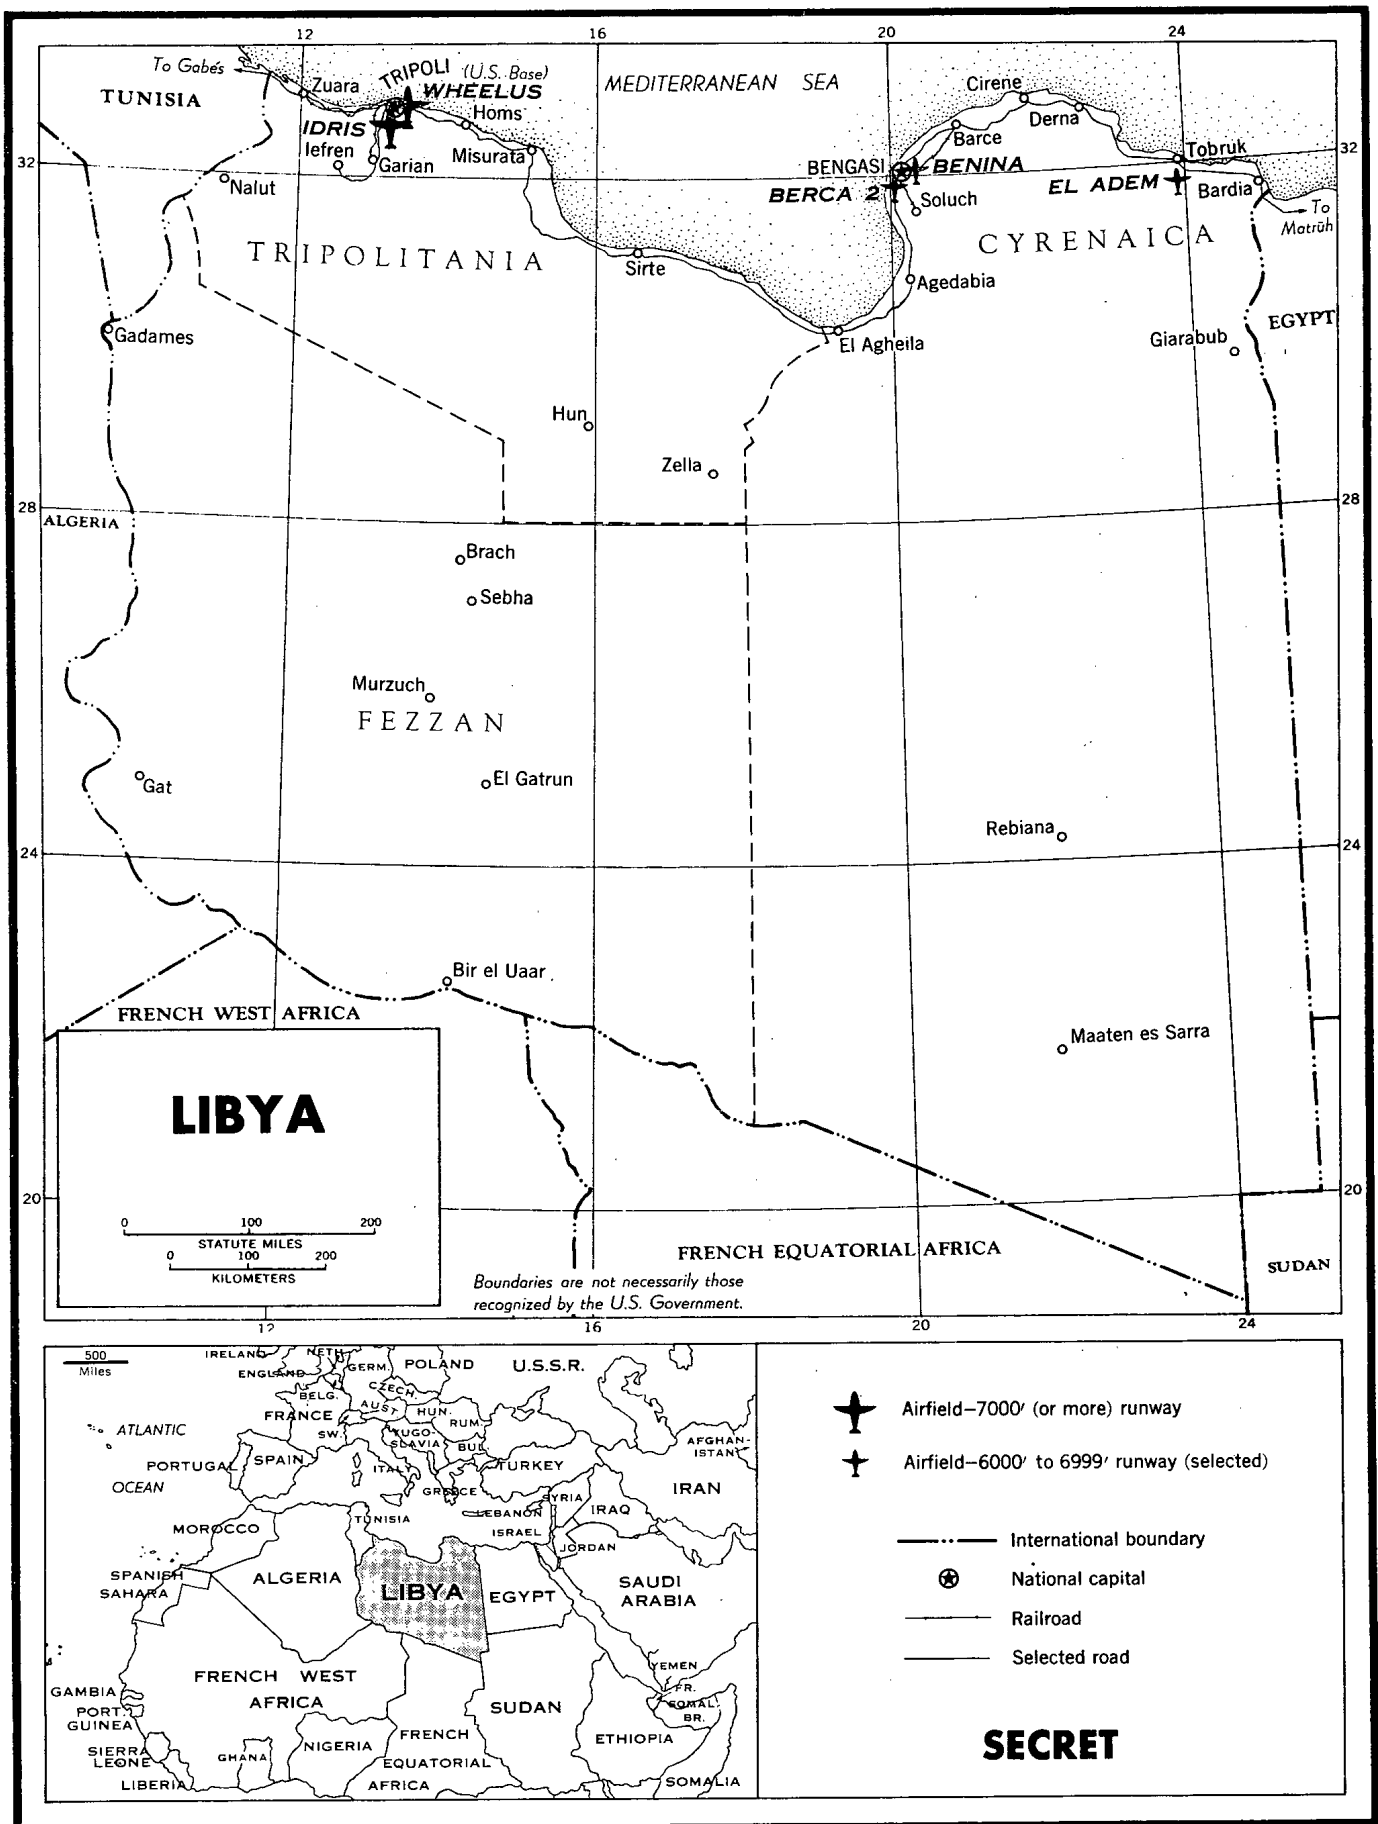 12 16 20 24
To Gabés
TUNISIA
Zuara
TRIPOLI
(U.S. Base)
WHEELUS
MEDITERRANEAN SEA
Cirene
IDRIS
Homs
Derna
Iefren
Garian
Misurata
Barce
32
Nalut
BENGASI
BENINA
Tobruk
32
BERCA 2
Soluch
EL ADEM
Bardia
To
Matrūh
TRIPOLITANIA
CYRENAICA
Sirte
Agedabia
Gadames
El Agheila
Giarabub
EGYPT
Hun
Zella
28
ALGERIA
28
Brach
Sebha
Murzuch
FEZZAN
Gat
El Gatrun
Rebiana
24
24
Bir el Uaar
FRENCH WEST AFRICA
Maaten es Sarra
LIBYA
20
20
0 100 200
STATUTE MILES
0 100 200
KILOMETERS
FRENCH EQUATORIAL AFRICA
SUDAN
Boundaries are not necessarily those
recognized by the U.S. Government.
12 16 20 24
500
Miles
IRELAND
NETH.
ENGLAND
GERM.
POLAND
U.S.S.R.
BELG.
CZECH.
FRANCE
AUST.
HUN.
RUM.
ATLANTIC
SW.
YUGO-
SLAVIA
BUL.
AFGHAN-
ISTAN
PORTUGAL
SPAIN
ITALY
TURKEY
OCEAN
GREECE
SYRIA
IRAN
MOROCCO
TUNISIA
LEBANON
IRAQ
ISRAEL
JORDAN
SPANISH
SAHARA
ALGERIA
LIBYA
EGYPT
SAUDI
ARABIA
FRENCH WEST
AFRICA
YEMEN
GAMBIA
PORT.
GUINEA
SUDAN
FR.
SOMAL.
BR.
SIERRA
LEONE
GHANA
NIGERIA
FRENCH
EQUATORIAL
AFRICA
ETHIOPIA
LIBERIA
SOMALIA
Airfield–7000' (or more) runway
Airfield–6000' to 6999' runway (selected)
International boundary
National capital
Railroad
Selected road
SECRET